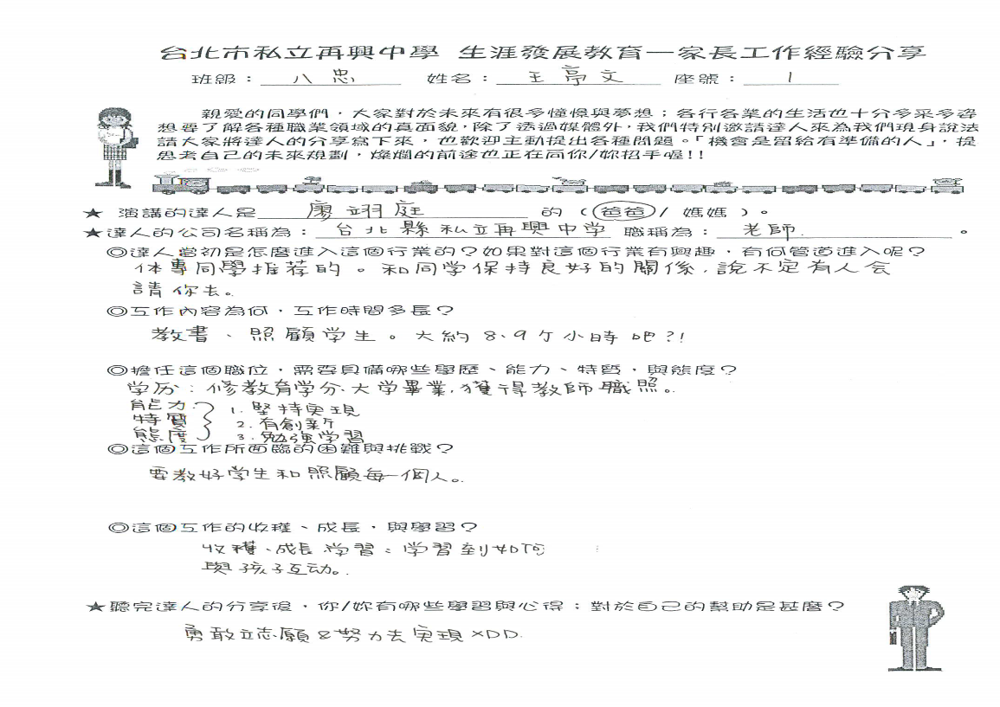 台北市私立再興中學 生涯發展教育－家長工作經驗分享
班級：八忠 姓名：王亭文 座號：1
親愛的同學們，大家對於未來有很多憧憬與夢想；各行各業的生活也十分多采多姿
想要了解各種職業領域的真面貌，除了透過媒體外，我們特別邀請達人來為我們現身說法
請大家將達人的分享寫下來，也歡迎主動提出各種問題。「機會是留給有準備的人」，提
思考自己的未來規劃，燦爛的前途也正在向你/妳招手喔!!
★ 演講的達人是廖翊庭的（爸爸/ 媽媽）。
★達人的公司名稱為：台北縣私立再興中学 職稱為：老師.。
◎達人當初是怎麼進入這個行業的？如果對這個行業有興趣，有何管道進入呢？
体專同學推荐的。和同学保持良好的關係，說不定有人会
請你去。
◎工作內容為何，工作時間多長？
教書、照顧学生。大約8、9个小時吧?!
◎擔任這個職位，需要具備哪些學歷、能力、特質，與態度？
学历：修教育学分、大学畢業，獲得教師職照。
能力 1. 堅持实現
特質 2. 有創新
態度 3. 勉強学習
◎這個工作所面臨的困難與挑戰？
要教好学生和照顧每一個人。
◎這個工作的收穫、成長，與學習？
收穫、成長、学習：学習到如何
與孩子互动。
★聽完達人的分享後，你/妳有哪些學習與心得；對於自己的幫助是甚麼？
勇敢立志願&努力去实現XDD.